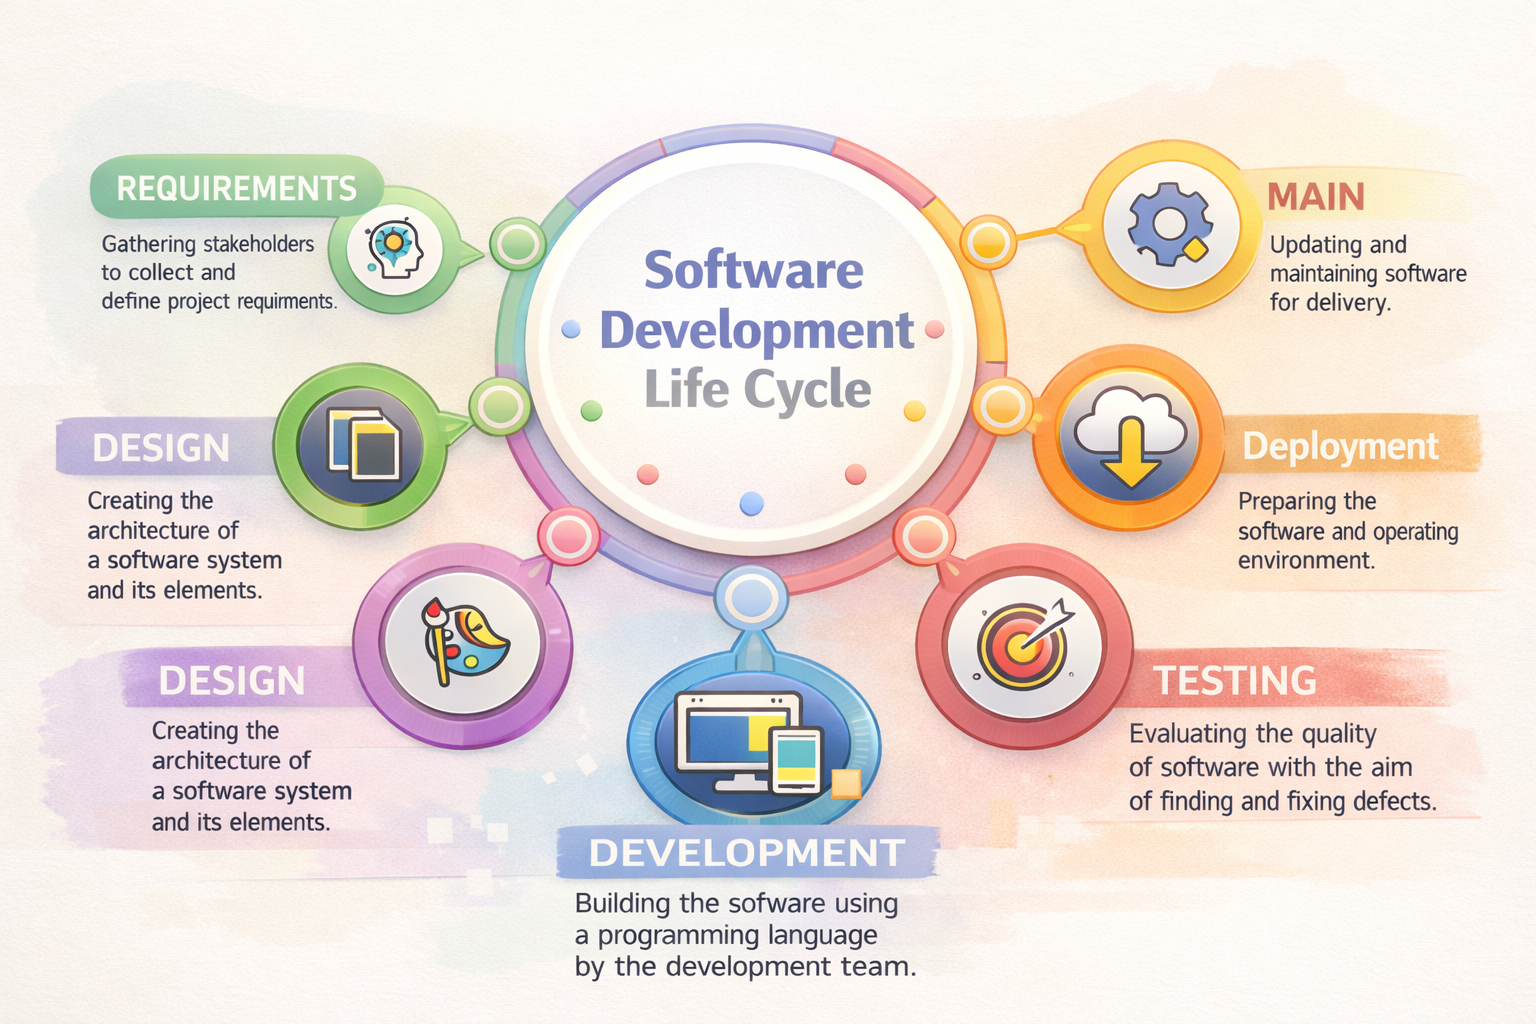 Software
Development
Life Cycle
REQUIREMENTS
Gathering stakeholders
to collect and
define project requirments.
DESIGN
Creating the
architecture of
a software system
and its elements.
DESIGN
Creating the
architecture of
a software system
and its elements.
DEVELOPMENT
Building the sofware using
a programming language
by the development team.
TESTING
Evaluating the quality
of software with the aim
of finding and fixing defects.
Deployment
Preparing the
software and operating
environment.
MAIN
Updating and
maintaining software
for delivery.